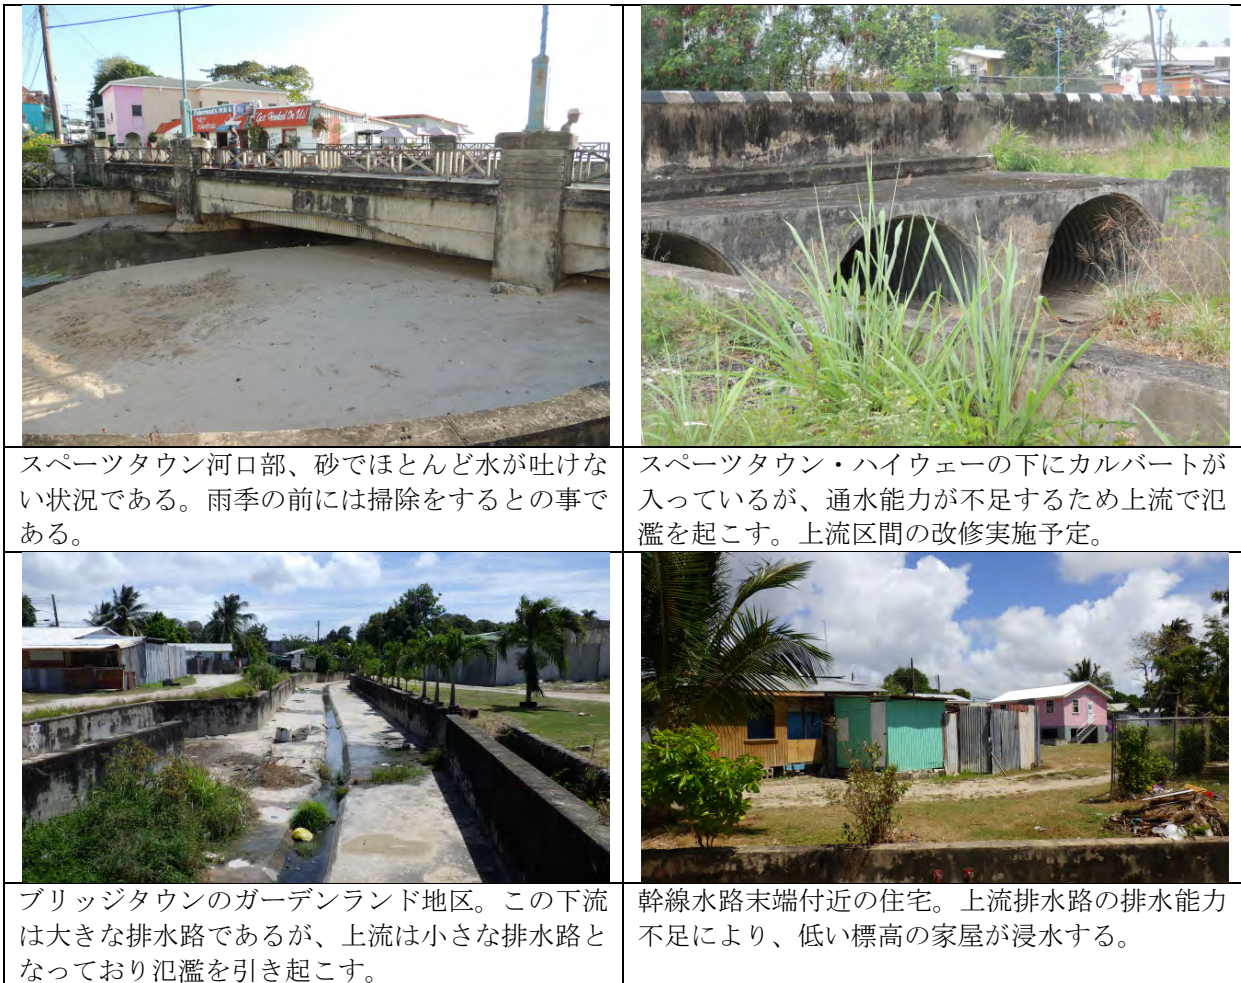 Fisherman's PUB &
Get Hooked On Us!
スペーツタウン河口部、砂でほとんど水が吐けな
い状況である。雨季の前には掃除をするとの事で
ある。
スペーツタウン・ハイウェーの下にカルバートが
入っているが、通水能力が不足するため上流で氾
濫を起こす。上流区間の改修実施予定。
ブリッジタウンのガーデンランド地区。この下流
は大きな排水路であるが、上流は小さな排水路と
なっており氾濫を引き起こす。
幹線水路末端付近の住宅。上流排水路の排水能力
不足により、低い標高の家屋が浸水する。